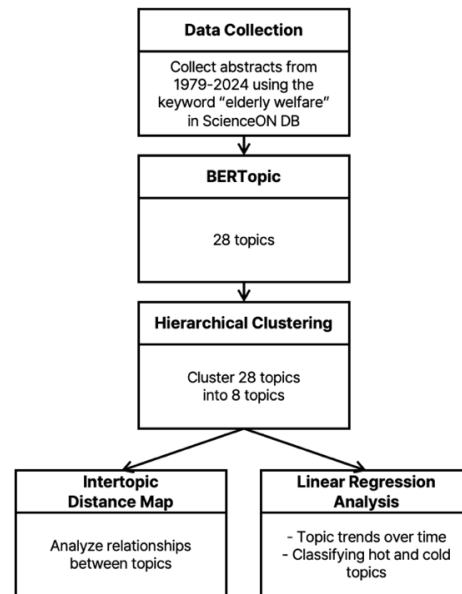 Data Collection
Collect abstracts from
1979-2024 using the
keyword “elderly welfare”
in ScienceON DB
BERTopic
28 topics
Hierarchical Clustering
Cluster 28 topics
into 8 topics
Intertopic
Distance Map
Analyze relationships
between topics
Linear Regression
Analysis
- Topic trends over time
- Classifying hot and cold
topics